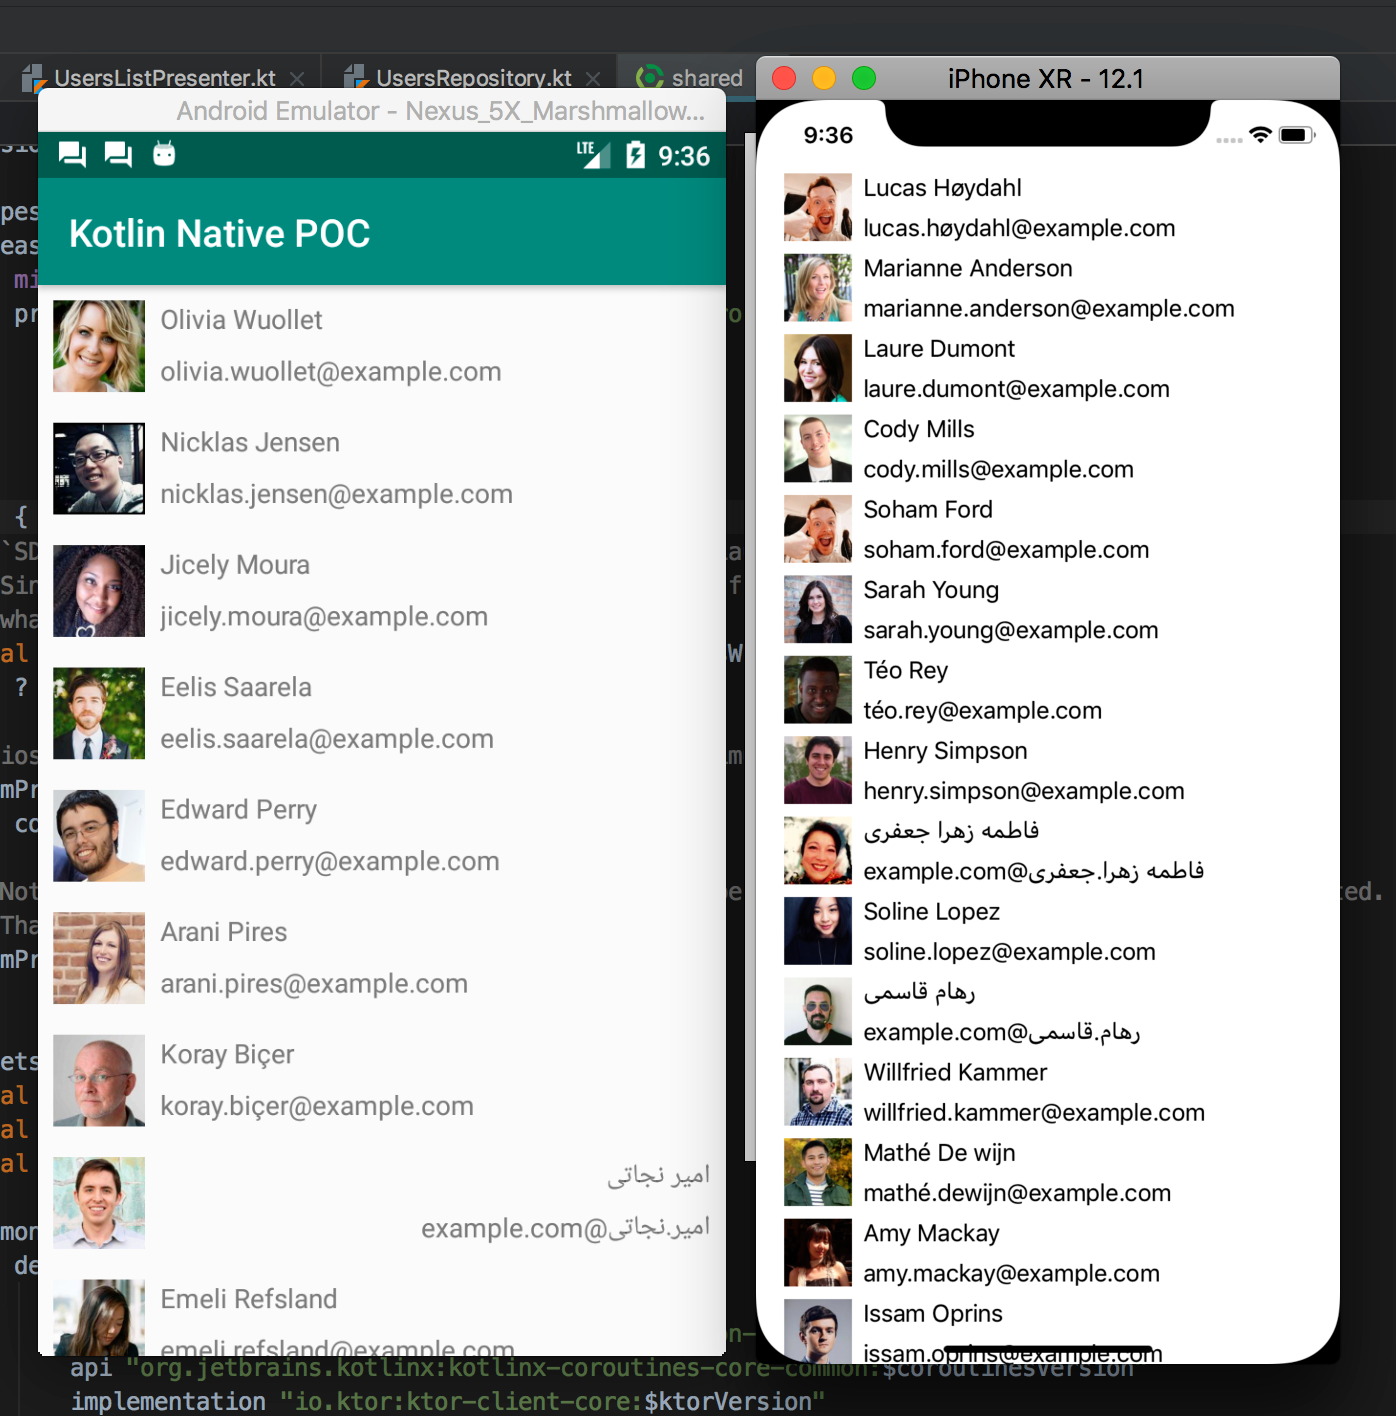 UsersListPresenter.kt
UsersRepository.kt
shared
Android Emulator - Nexus_5X_Marshmallow...
LTE
9:36
Kotlin Native POC
Olivia Wuollet
olivia.wuollet@example.com
Nicklas Jensen
nicklas.jensen@example.com
Jicely Moura
jicely.moura@example.com
Eelis Saarela
eelis.saarela@example.com
Edward Perry
edward.perry@example.com
Arani Pires
arani.pires@example.com
Koray Biçer
koray.biçer@example.com
امیر نجاتی
امیر.نجاتی@example.com
Emeli Refsland
emeli.refsland@example.com
iPhone XR - 12.1
9:36
Lucas Høydahl
lucas.høydahl@example.com
Marianne Anderson
marianne.anderson@example.com
Laure Dumont
laure.dumont@example.com
Cody Mills
cody.mills@example.com
Soham Ford
soham.ford@example.com
Sarah Young
sarah.young@example.com
Téo Rey
téo.rey@example.com
Henry Simpson
henry.simpson@example.com
فاطمه زهرا جعفری
فاطمه زهرا.جعفری@example.com
Soline Lopez
soline.lopez@example.com
رهام قاسمی
رهام.قاسمی@example.com
Willfried Kammer
willfried.kammer@example.com
Mathé De wijn
mathé.dewijn@example.com
Amy Mackay
amy.mackay@example.com
Issam Oprins
issam.oprins@example.com
api "org.jetbrains.kotlinx:kotlinx-coroutines-core-common:$coroutinesVersion"
implementation "io.ktor:ktor-client-core:$ktorVersion"